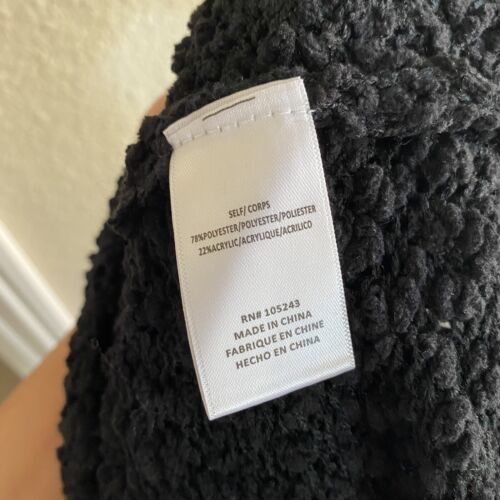 SELF/ CORPS
78%POLYESTER/POLYESTER/POLIESTER
22%ACRYLIC/ACRYLIQUE/ACRILICO
RN# 105243
MADE IN CHINA
FABRIQUE EN CHINE
HECHO EN CHINA